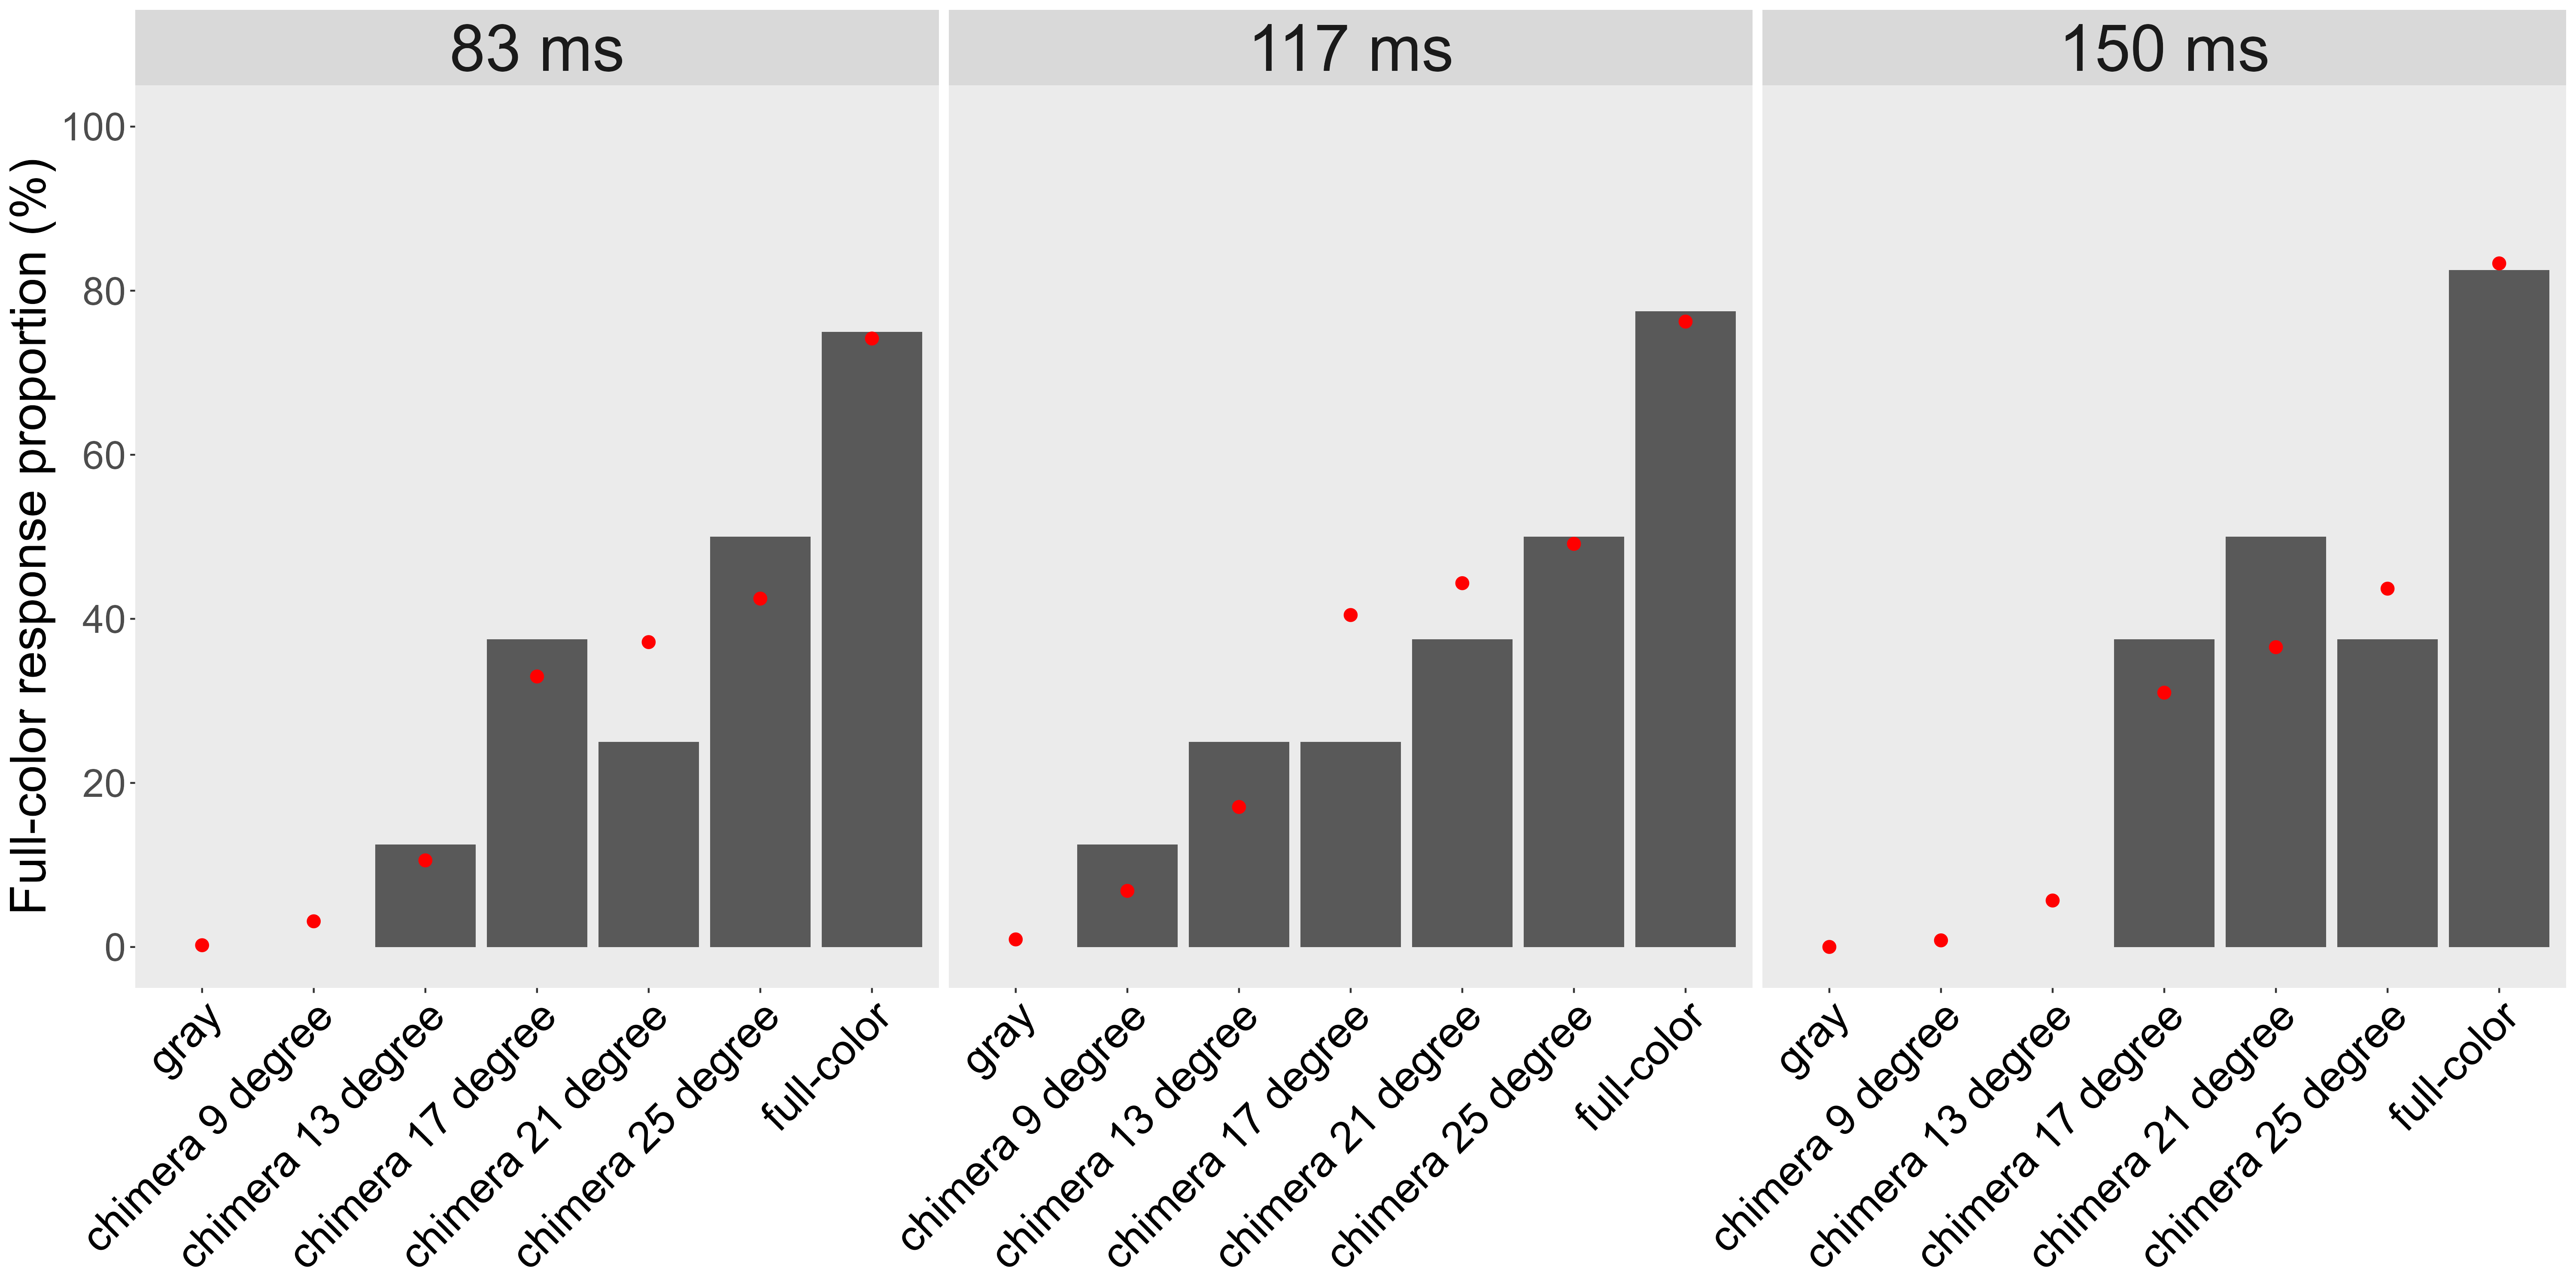 83 ms
117 ms
150 ms
Full-color response proportion (%)
100
80
60
40
20
0
gray
chimera 9 degree
chimera 13 degree
chimera 17 degree
chimera 21 degree
chimera 25 degree
full-color
gray
chimera 9 degree
chimera 13 degree
chimera 17 degree
chimera 21 degree
chimera 25 degree
full-color
gray
chimera 9 degree
chimera 13 degree
chimera 17 degree
chimera 21 degree
chimera 25 degree
full-color